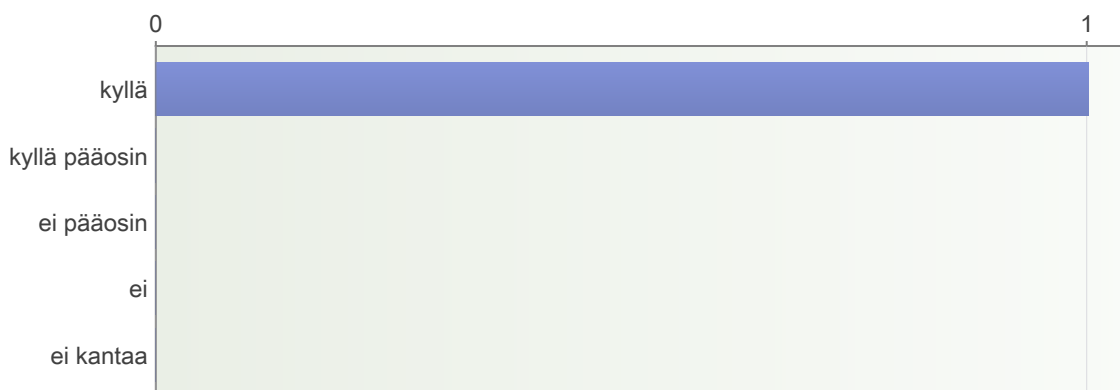 0 1
kyllä
kyllä pääosin
ei pääosin
ei
ei kantaa